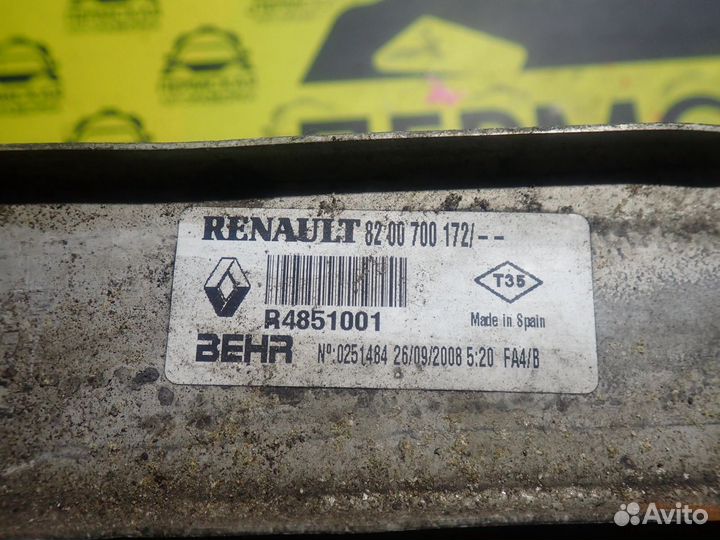 RENAULT 82 00 700 172/--
T35
R4851001
Made in Spain
BEHR Nº:0251484 26/09/2008 5:20 FA4/B
Avito